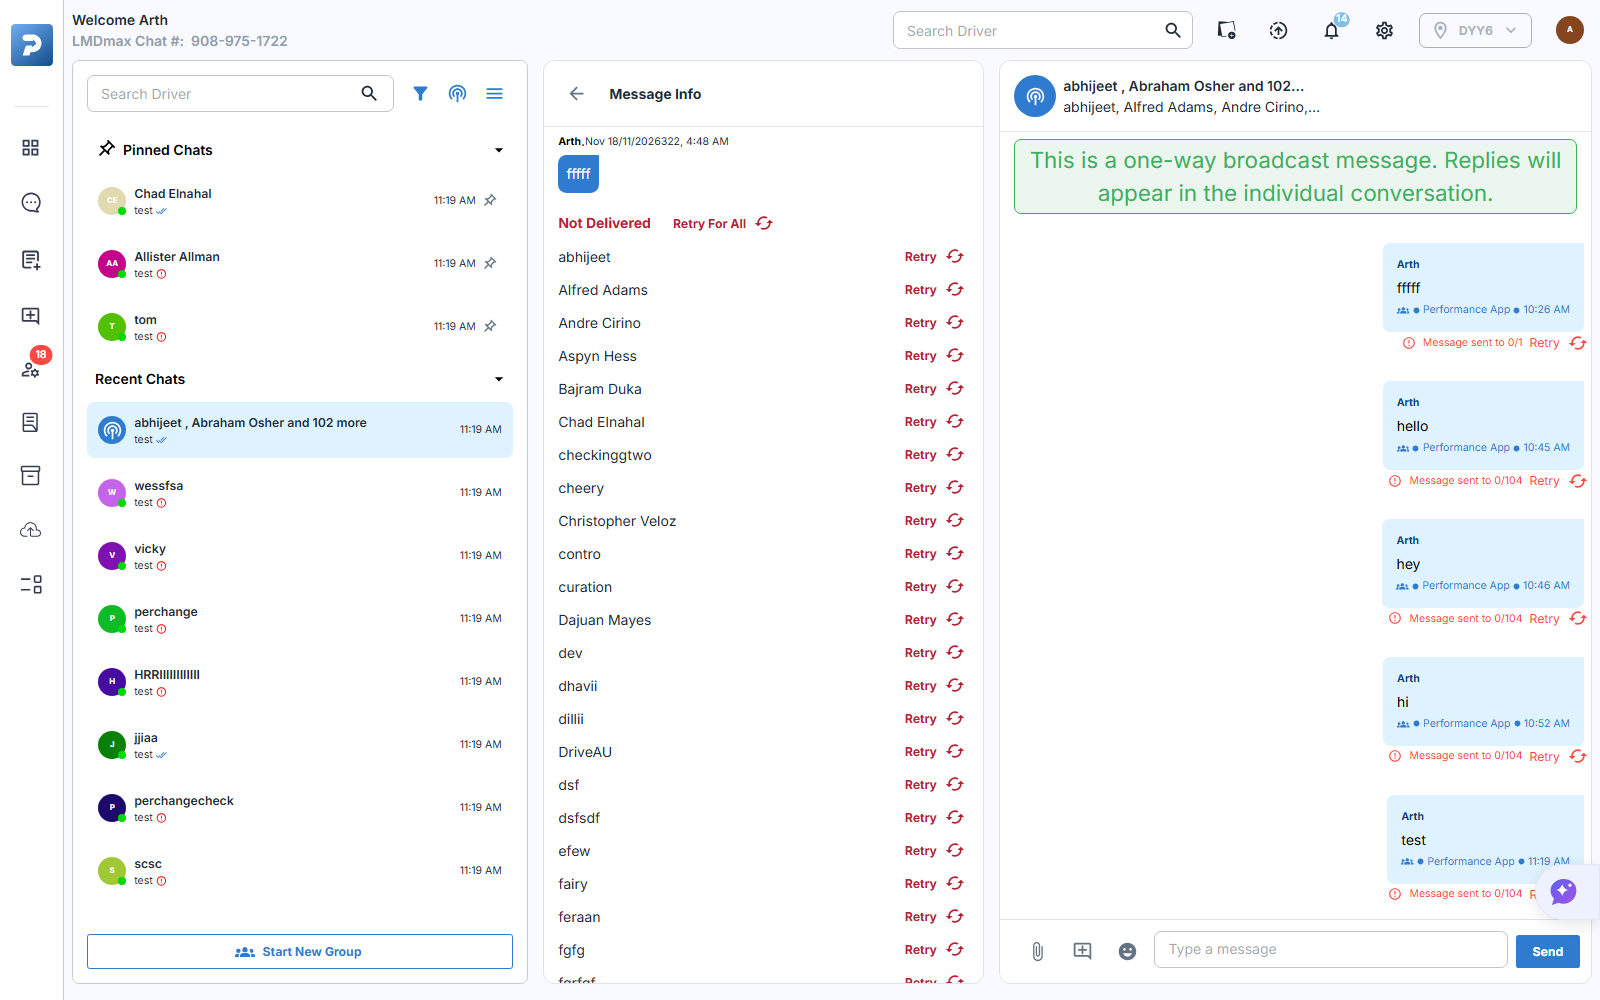 Welcome Arth
LMDmax Chat #: 908-975-1722
Search Driver
14
DYY6
A
18
Search Driver
Pinned Chats
CE
Chad Elnahal
test
11:19 AM
AA
Allister Allman
test
11:19 AM
T
tom
test
11:19 AM
Recent Chats
abhijeet , Abraham Osher and 102 more
test
11:19 AM
W
wessfsa
test
11:19 AM
V
vicky
test
11:19 AM
P
perchange
test
11:19 AM
H
test
11:19 AM
J
jjiaa
test
11:19 AM
P
perchangecheck
test
11:19 AM
S
scsc
test
11:19 AM
Start New Group
Message Info
Arth,Nov 18/11/2026322, 4:48 AM
fffff
Not Delivered Retry For All
abhijeet Retry
Alfred Adams Retry
Andre Cirino Retry
Aspyn Hess Retry
Bajram Duka Retry
Chad Elnahal Retry
checkinggtwo Retry
cheery Retry
Christopher Veloz Retry
contro Retry
curation Retry
Dajuan Mayes Retry
dev Retry
dhavii Retry
dillii Retry
DriveAU Retry
dsf Retry
dsfsdf Retry
efew Retry
fairy Retry
feraan Retry
fgfg Retry
fgrfgf Retry
abhijeet , Abraham Osher and 102...
abhijeet, Alfred Adams, Andre Cirino,...
This is a one-way broadcast message. Replies will
appear in the individual conversation.
Arth
fffff
Performance App 10:26 AM
Message sent to 0/1 Retry
Arth
hello
Performance App 10:45 AM
Message sent to 0/104 Retry
Arth
hey
Performance App 10:46 AM
Message sent to 0/104 Retry
Arth
hi
Performance App 10:52 AM
Message sent to 0/104 Retry
Arth
test
Performance App 11:19 AM
Message sent to 0/104
Type a message
Send